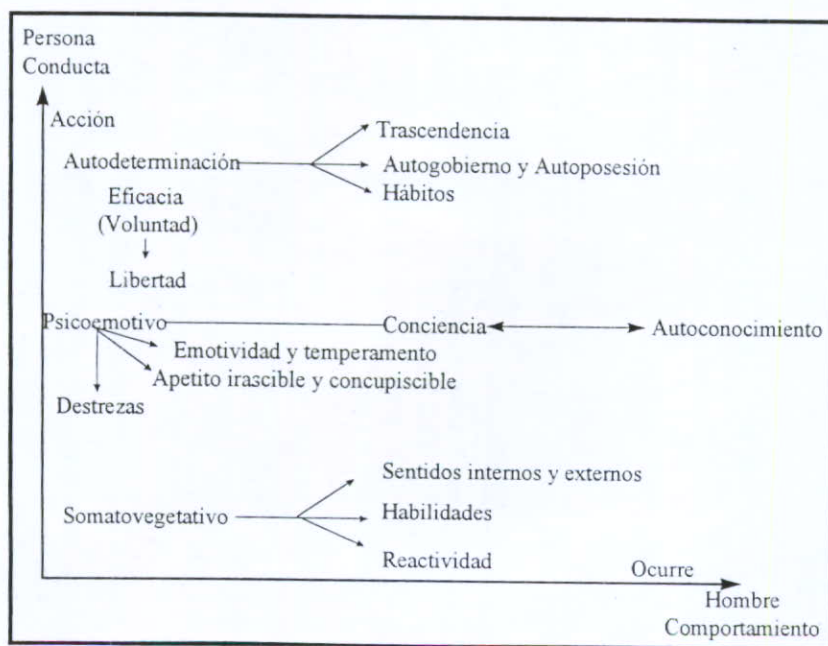 Persona
Conducta
Acción
Trascendencia
Autodeterminación
Autogobierno y Autoposesión
Hábitos
Eficacia
(Voluntad)
Libertad
Psicoemotivo
Conciencia
Autoconocimiento
Emotividad y temperamento
Apetito irascible y concupiscible
Destrezas
Sentidos internos y externos
Somatovegetativo
Habilidades
Reactividad
Ocurre
Hombre
Comportamiento